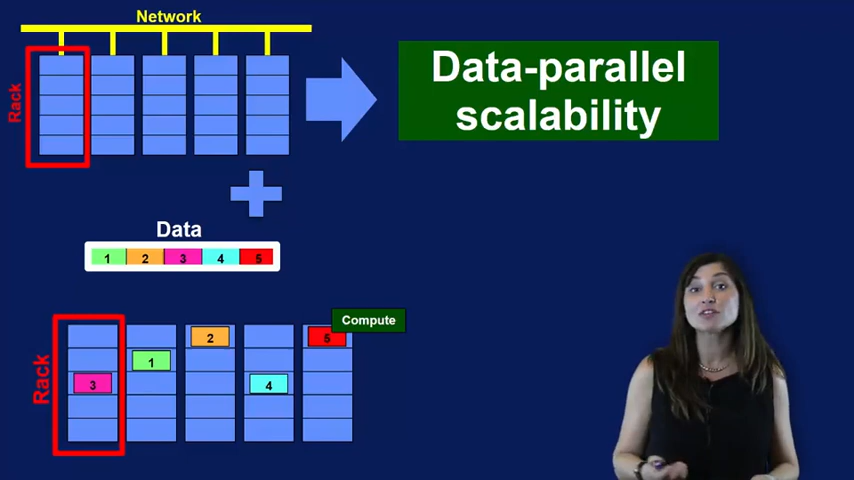 Network
Rack
Data-parallel
scalability
Data
1 2 3 4 5
Compute
Rack
2
5
1
3
4